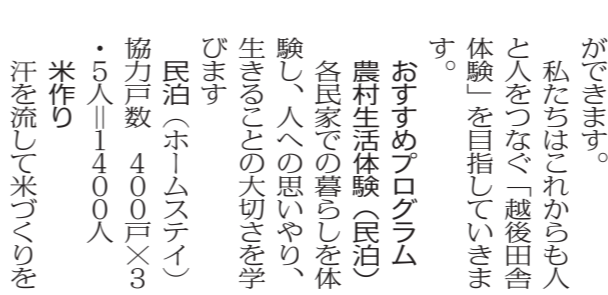 ができます。
私たちはこれからも人
と人をつなぐ「越後田舎
体験」を目指していきま
す。
おすすめプログラム
農村生活体験（民泊）
各民家での暮らしを体
験し、人への思いやり、
生きることの大切さを学
びます
民泊（ホームステイ）
協力戸数　４００戸×３
・５人＝１４００人
米作り
汗を流して米づくりを